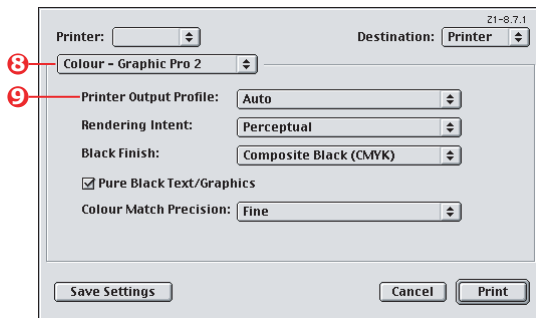 Z1-8.7.1
Printer: Destination: Printer
8 Colour - Graphic Pro 2
9 Printer Output Profile: Auto
Rendering Intent: Perceptual
Black Finish: Composite Black (CMYK)
Pure Black Text/Graphics
Colour Match Precision: Fine
Save Settings Cancel Print